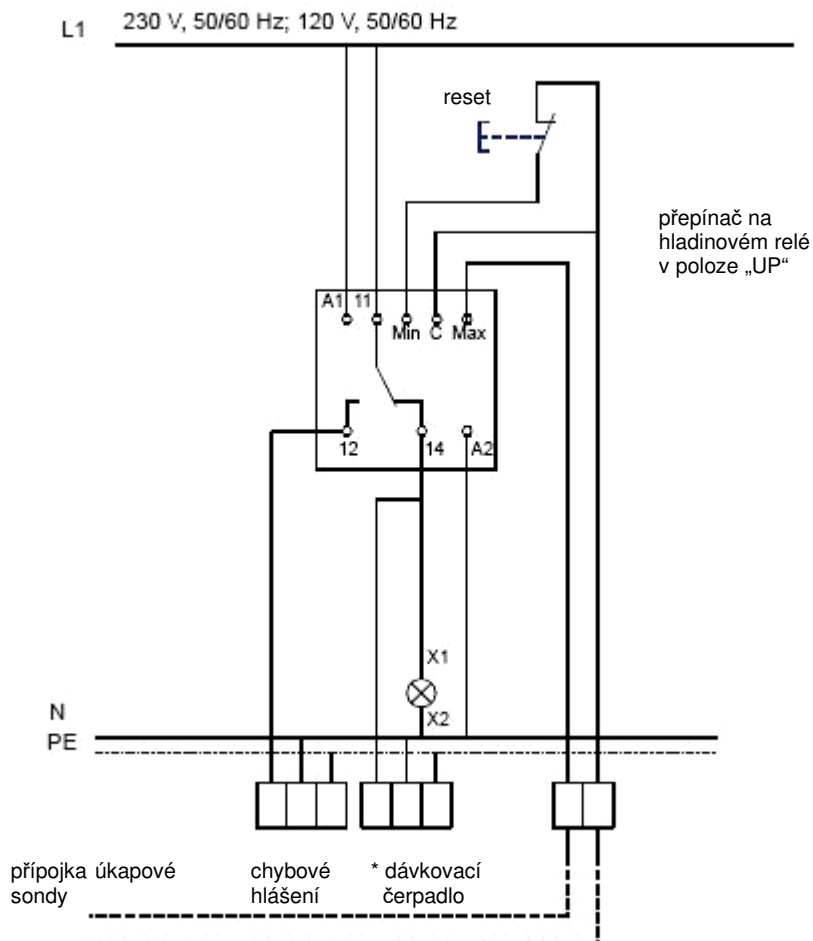 L1 230 V, 50/60 Hz; 120 V, 50/60 Hz
reset
přepínač na
hladinovém relé
v poloze „UP“
A1 11
Min C Max
12 14 A2
X1
X2
N
PE
přípojka úkapové
sondy
chybové
hlášení
* dávkovací
čerpadlo